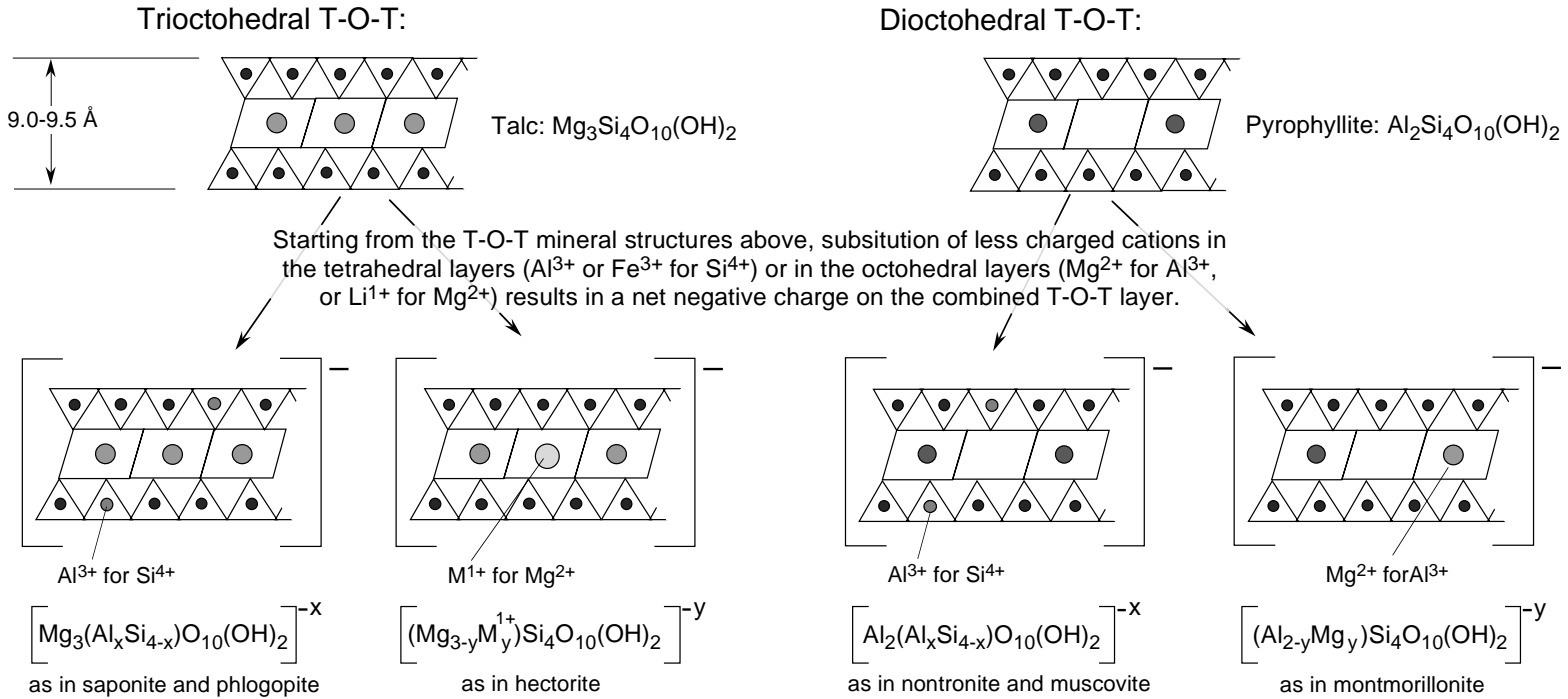 Trioctohedral T-O-T:
Dioctohedral T-O-T:
9.0-9.5 Å
Talc: Mg3Si4O10(OH)2
Pyrophyllite: Al2Si4O10(OH)2
Starting from the T-O-T mineral structures above, subsitution of less charged cations in
the tetrahedral layers (Al3+ or Fe3+ for Si4+) or in the octohedral layers (Mg2+ for Al3+,
or Li1+ for Mg2+) results in a net negative charge on the combined T-O-T layer.
– – – –
Al3+ for Si4+
M1+ for Mg2+
Al3+ for Si4+
Mg2+ forAl3+
[Mg3(AlxSi4-x)O10(OH)2]-x
[(Mg3-yMy1+)Si4O10(OH)2]-y
[Al2(AlxSi4-x)O10(OH)2]-x
[(Al2-yMgy)Si4O10(OH)2]-y
as in saponite and phlogopite
as in hectorite
as in nontronite and muscovite
as in montmorillonite